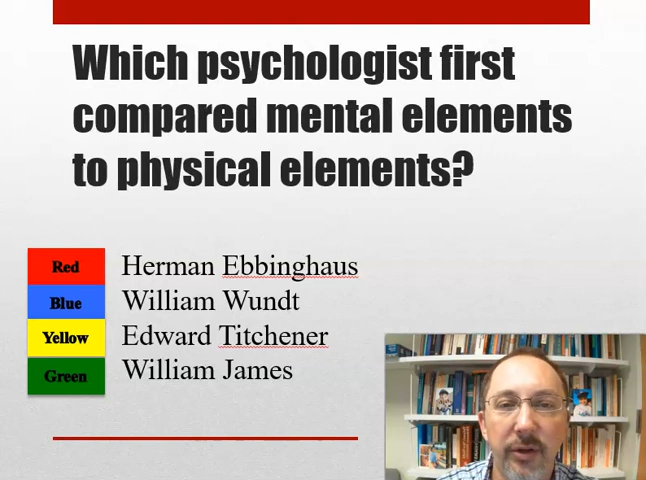 Which psychologist first
compared mental elements
to physical elements?
Red Herman Ebbinghaus
Blue William Wundt
Yellow Edward Titchener
Green William James